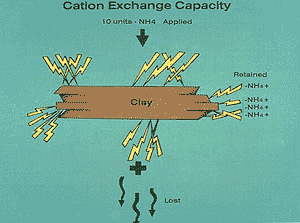 Cation Exchange Capacity
10 units - NH4 Applied
Retained
-NH4+
Clay
-NH4+
-NH4+
-NH4+
+
Lost